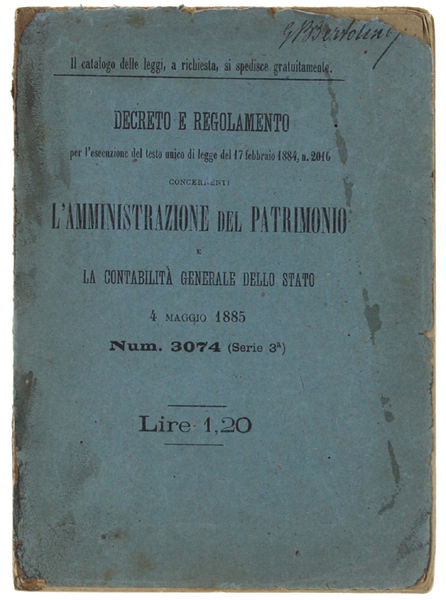 G B Bertolini
Il catalogo delle leggi, a richiesta, si spedisce gratuitamente.
DECRETO E REGOLAMENTO
per l'esecuzione del testo unico di legge del 17 febbraio 1884, n. 2016
CONCERNENTI
L'AMMINISTRAZIONE DEL PATRIMONIO
E
LA CONTABILITÀ GENERALE DELLO STATO
4 MAGGIO 1885
Num. 3074 (Serie 3ª)
Lire 1,20